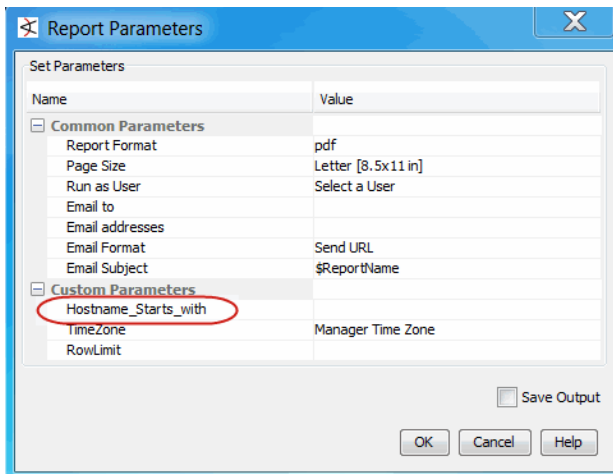 Report Parameters
Set Parameters
Name Value
Common Parameters
Report Format pdf
Page Size Letter [8.5x11 in]
Run as User Select a User
Email to
Email addresses
Email Format Send URL
Email Subject $ReportName
Custom Parameters
Hostname_Starts_with
TimeZone Manager Time Zone
RowLimit
Save Output
OK Cancel Help